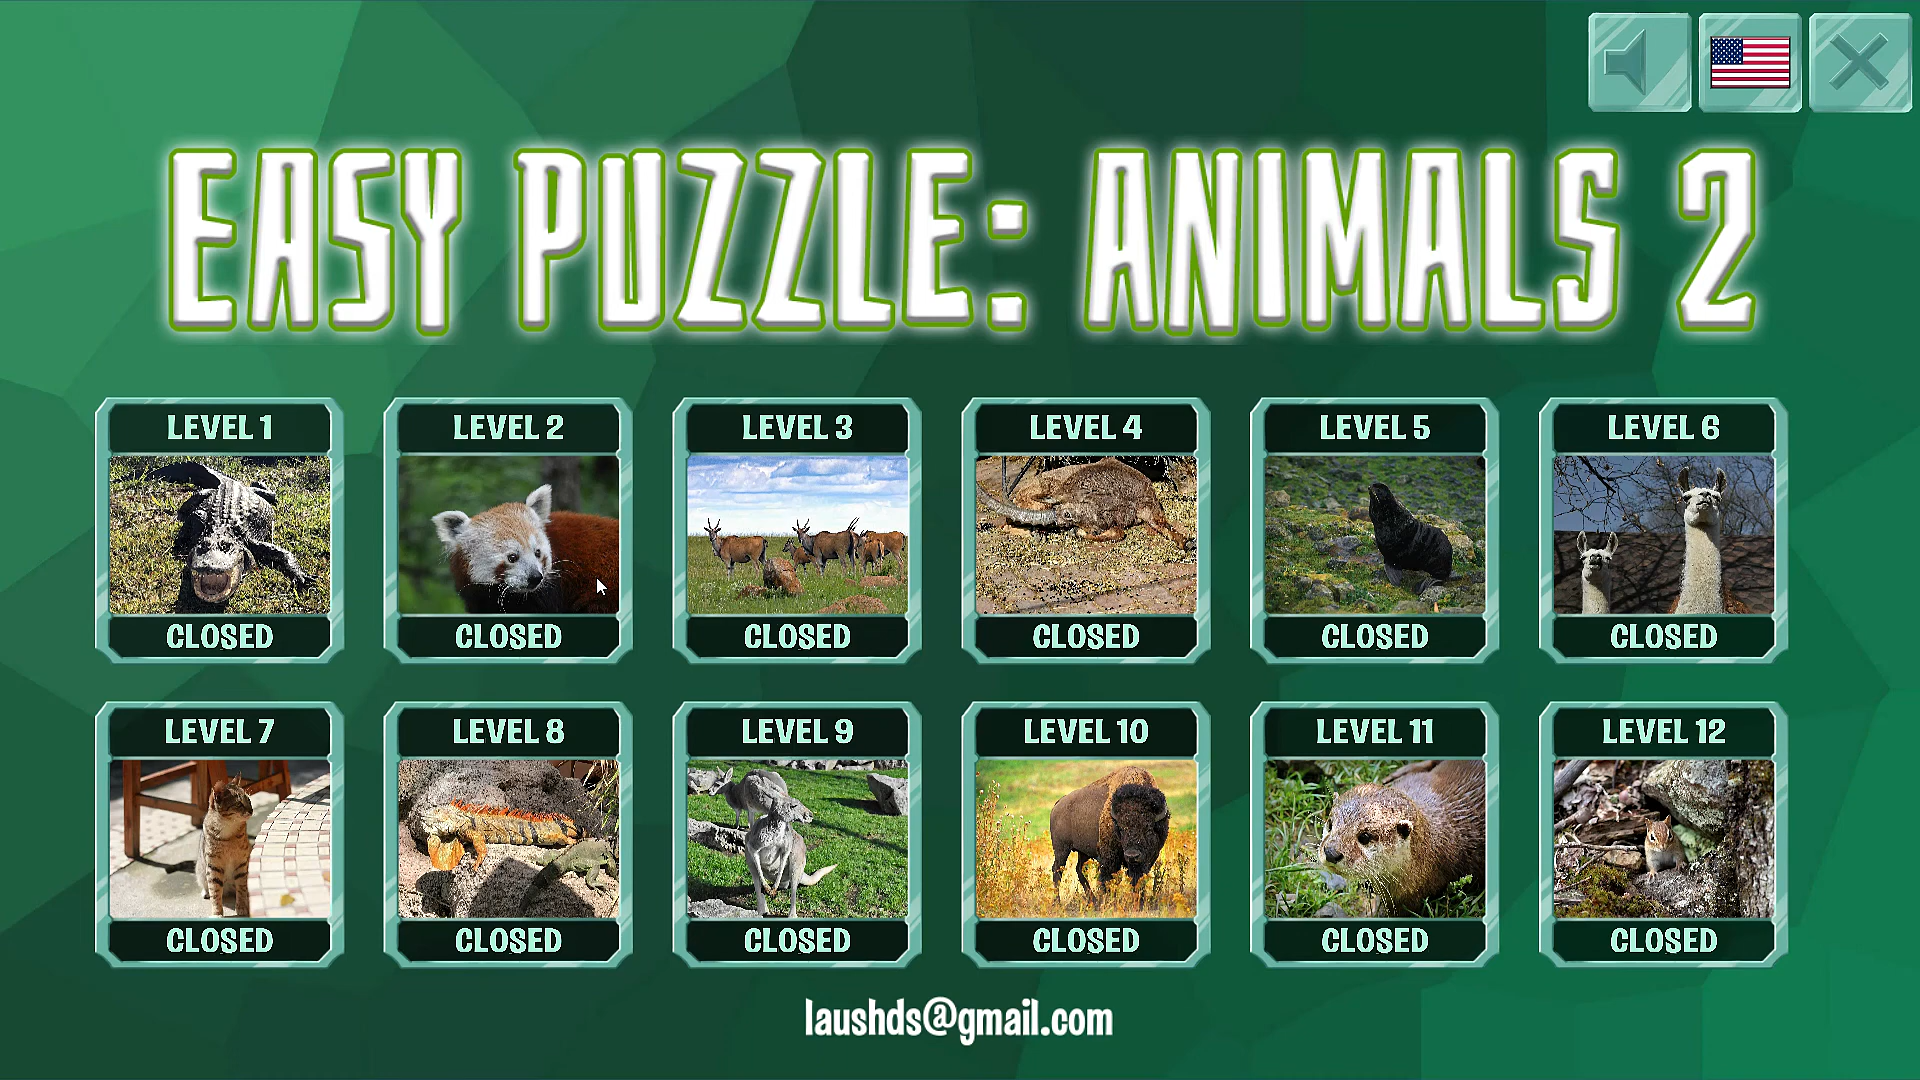 EASY PUZZLE: ANIMALS 2
LEVEL 1
LEVEL 2
LEVEL 3
LEVEL 4
LEVEL 5
LEVEL 6
CLOSED
CLOSED
CLOSED
CLOSED
CLOSED
CLOSED
LEVEL 7
LEVEL 8
LEVEL 9
LEVEL 10
LEVEL 11
LEVEL 12
CLOSED
CLOSED
CLOSED
CLOSED
CLOSED
CLOSED
laushds@gmail.com